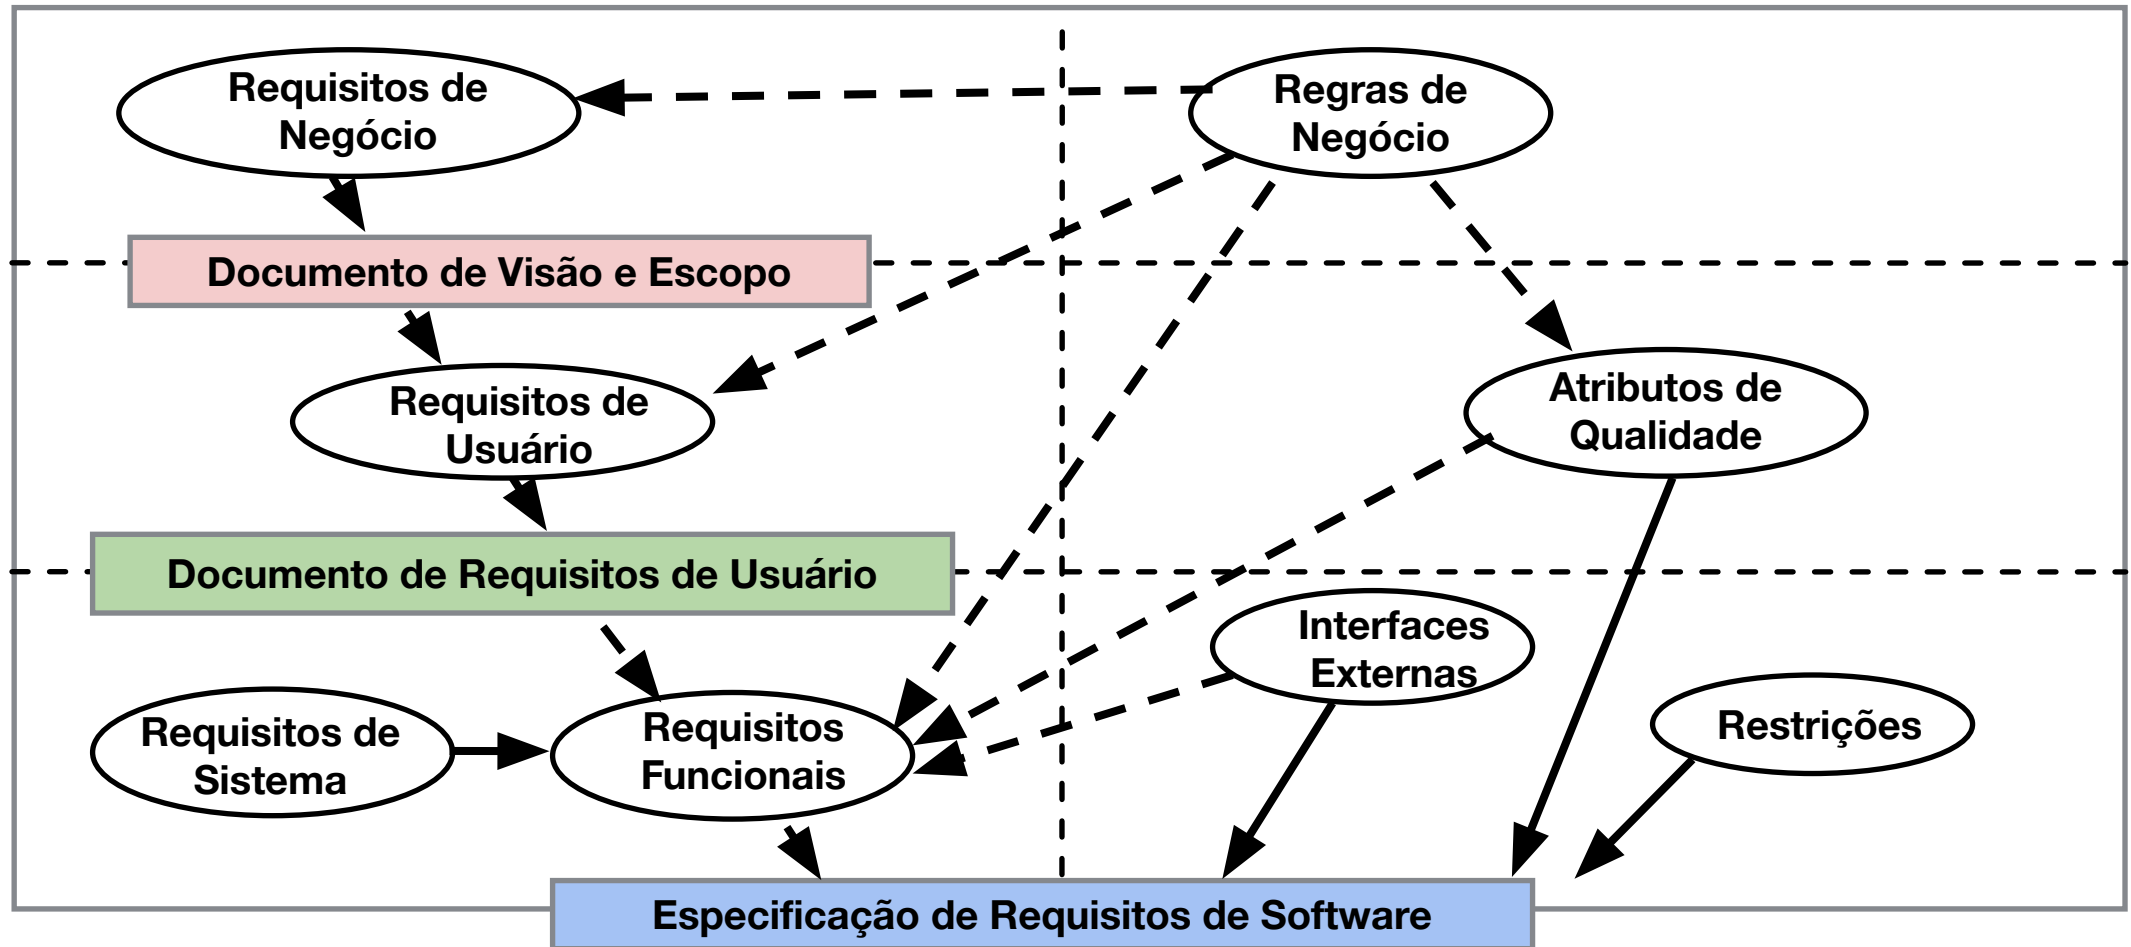 Requisitos de
Negócio
Regras de
Negócio
Documento de Visão e Escopo
Requisitos de
Usuário
Atributos de
Qualidade
Documento de Requisitos de Usuário
Interfaces
Externas
Requisitos de
Sistema
Requisitos
Funcionais
Restrições
Especificação de Requisitos de Software